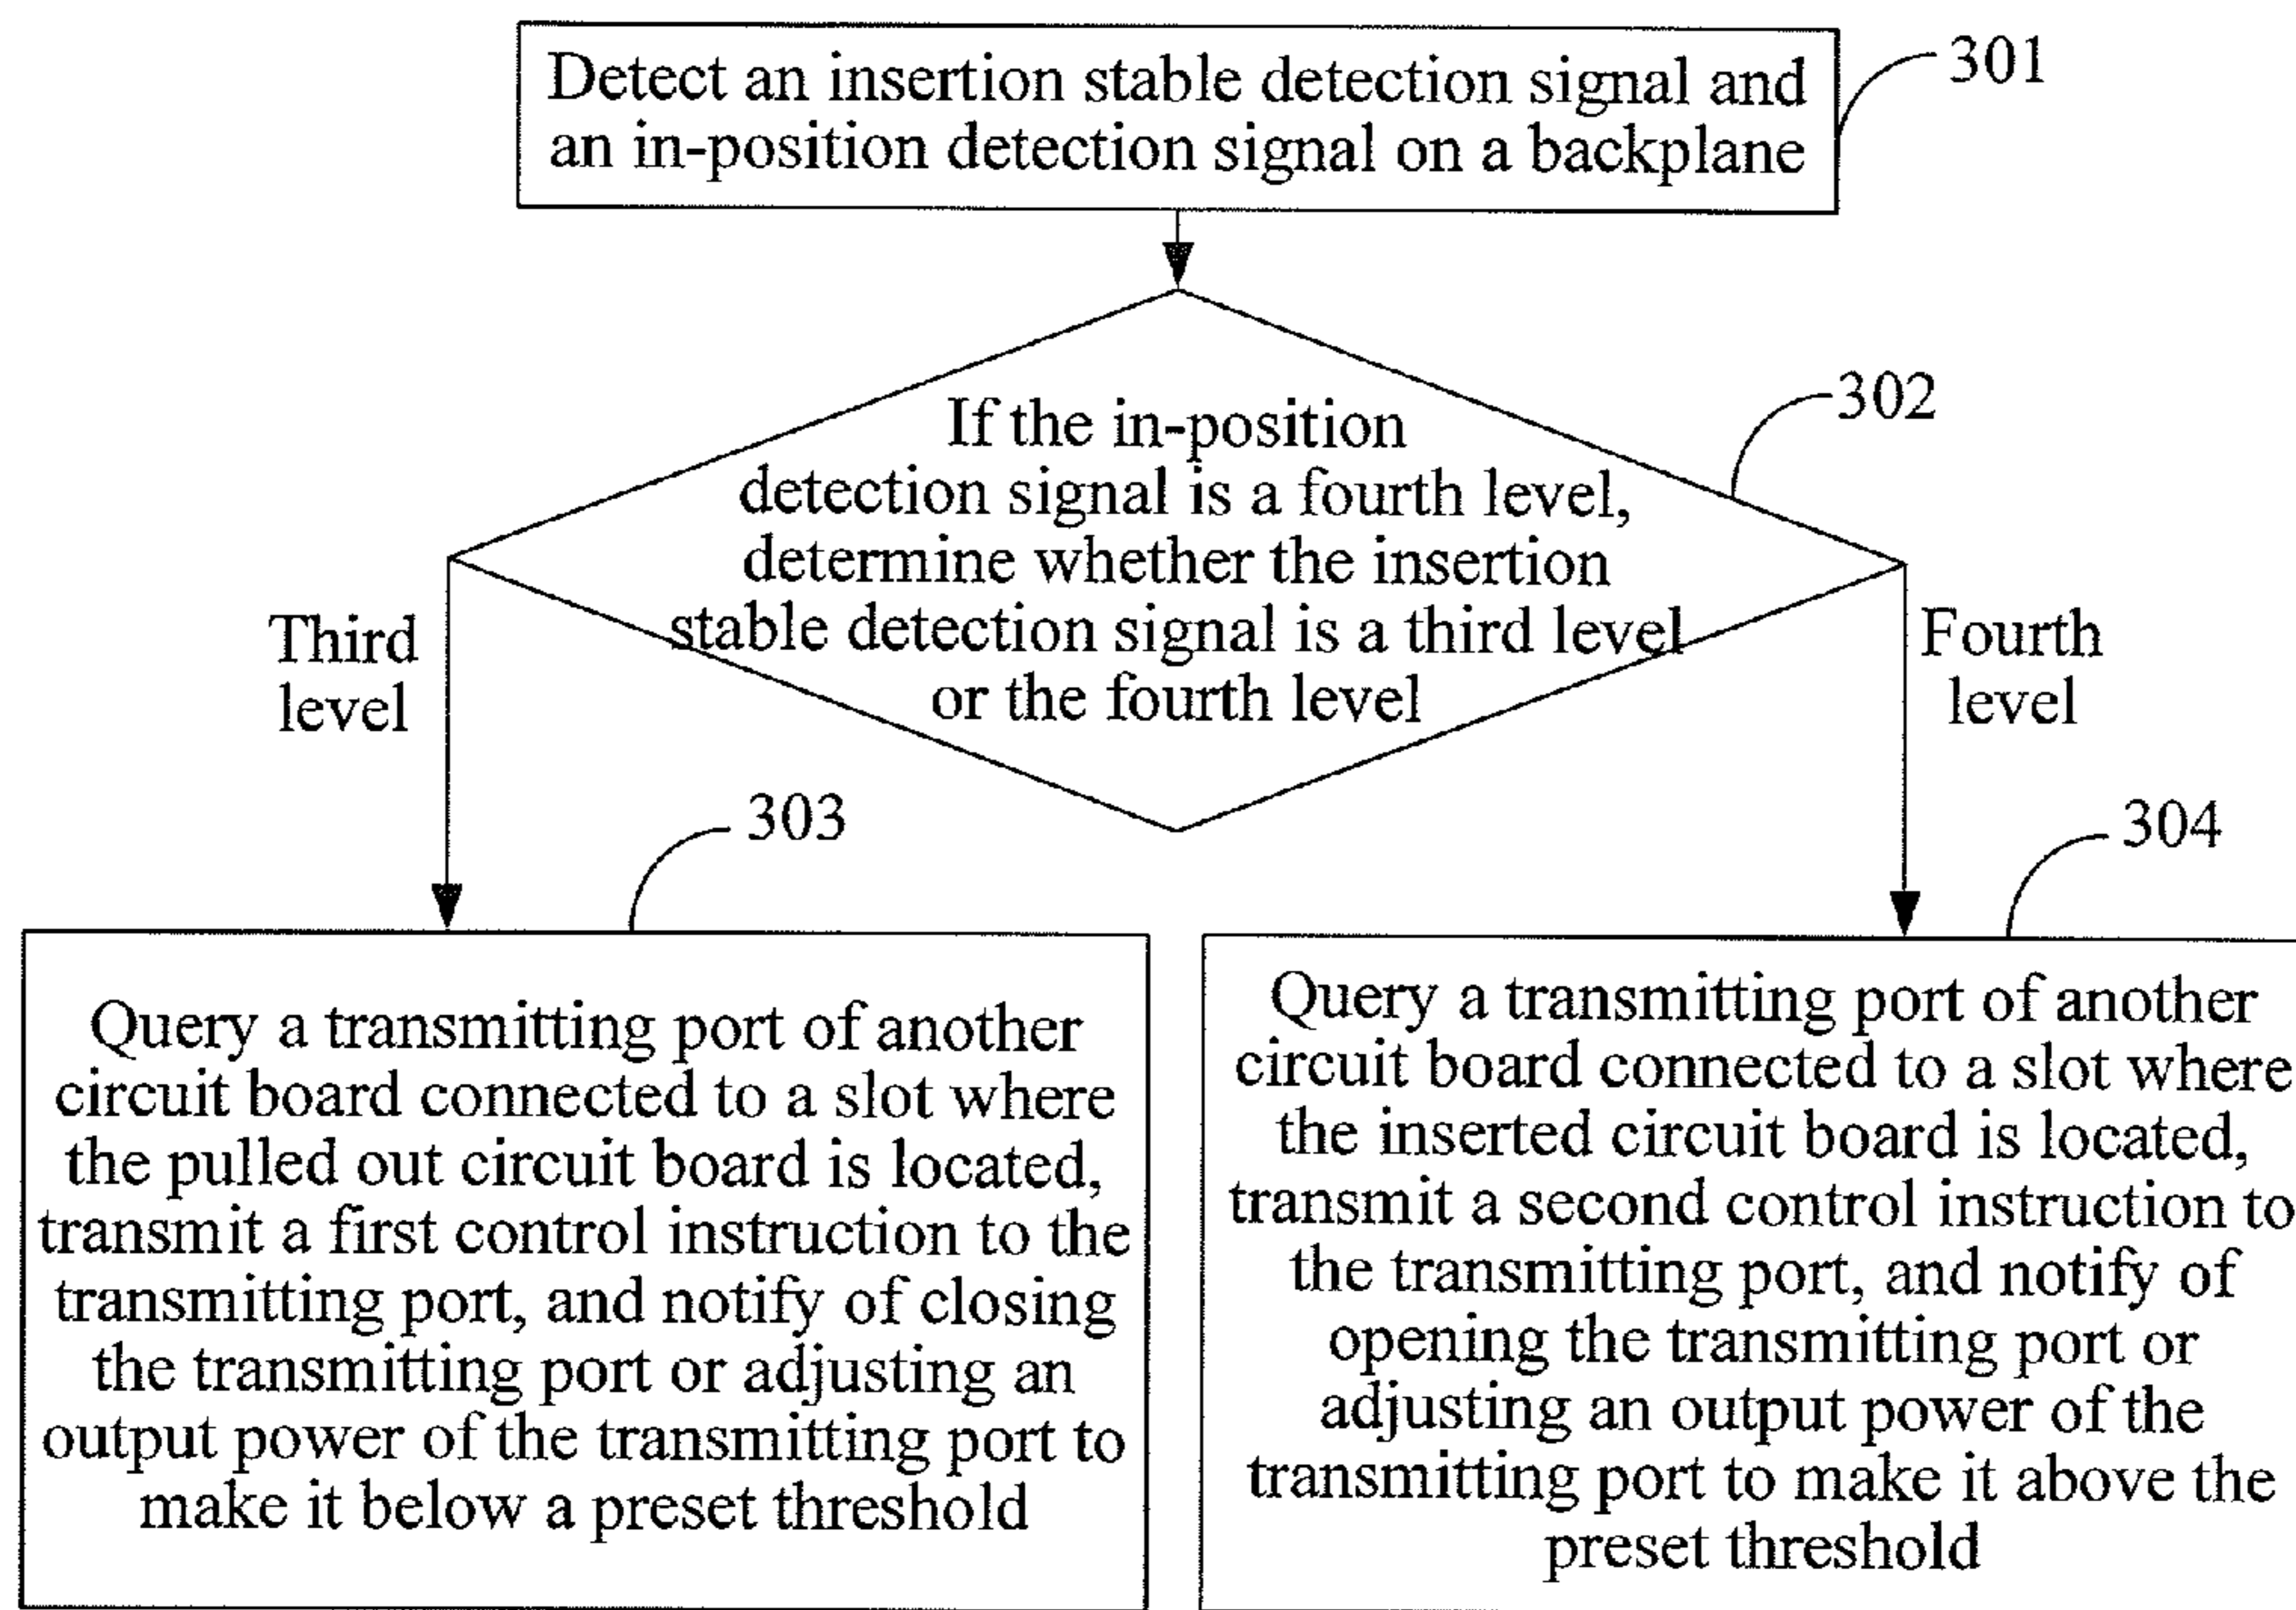 Detect an insertion stable detection signal and
an in-position detection signal on a backplane
301
If the in-position
detection signal is a fourth level,
determine whether the insertion
stable detection signal is a third level
or the fourth level
302
Third
level
Fourth
level
303
Query a transmitting port of another
circuit board connected to a slot where
the pulled out circuit board is located,
transmit a first control instruction to the
transmitting port, and notify of closing
the transmitting port or adjusting an
output power of the transmitting port to
make it below a preset threshold
304
Query a transmitting port of another
circuit board connected to a slot where
the inserted circuit board is located,
transmit a second control instruction to
the transmitting port, and notify of
opening the transmitting port or
adjusting an output power of the
transmitting port to make it above the
preset threshold